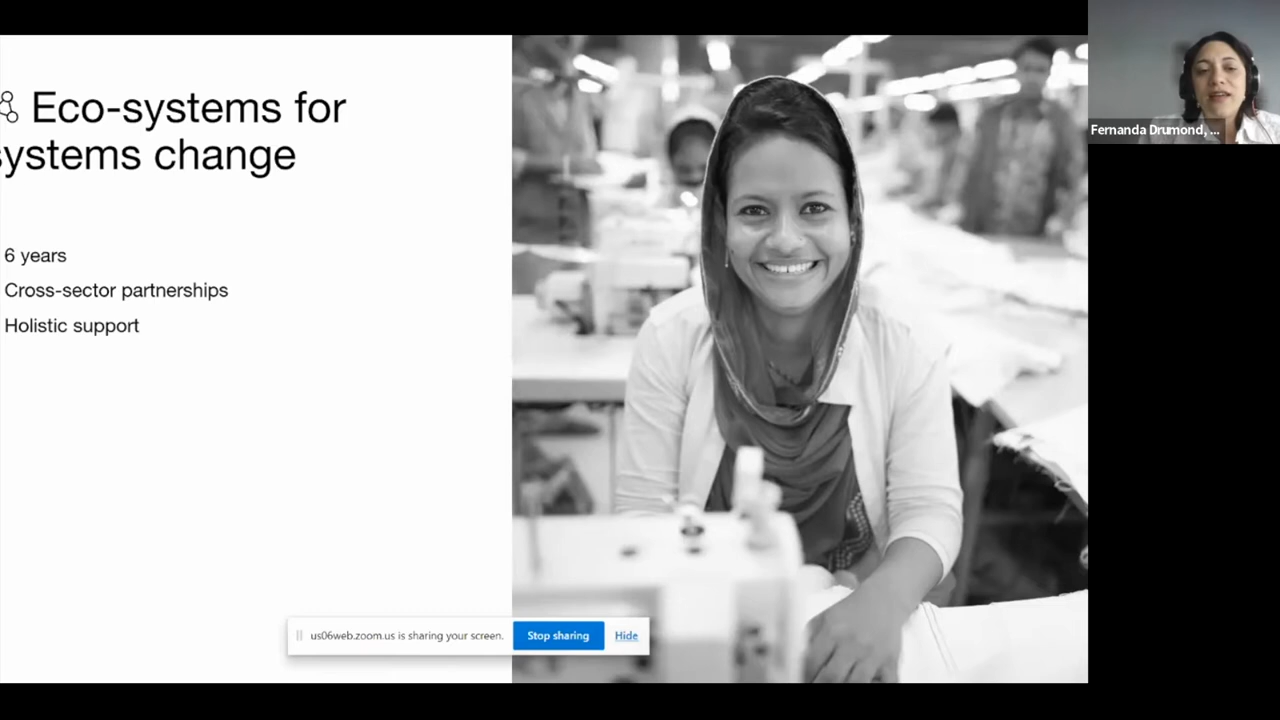 Eco-systems for
systems change
6 years
Cross-sector partnerships
Holistic support
us06web.zoom.us is sharing your screen.
Stop sharing
Hide
Fernanda Drumond, ...